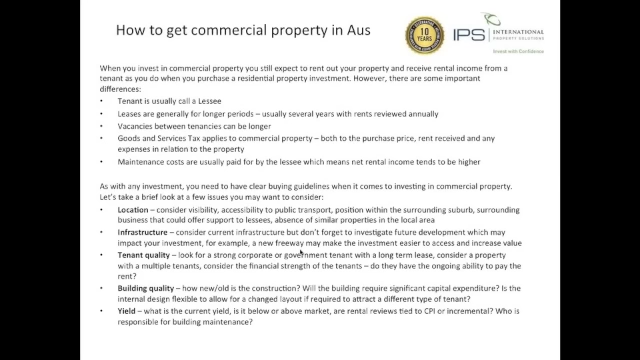 How to get commercial property in Aus
10
YEARS
IPS
INTERNATIONAL
PROPERTY SOLUTIONS
Invest with Confidence
When you invest in commercial property you still expect to rent out your property and receive rental income from a
tenant as you do when you purchase a residential property investment. However, there are some important
differences:
• Tenant is usually call a Lessee
• Leases are generally for longer periods – usually several years with rents reviewed annually
• Vacancies between tenancies can be longer
• Goods and Services Tax applies to commercial property – both to the purchase price, rent received and any
expenses in relation to the property
• Maintenance costs are usually paid for by the lessee which means net rental income tends to be higher
As with any investment, you need to have clear buying guidelines when it comes to investing in commercial property.
Let's take a brief look at a few issues you may want to consider:
• Location – consider visibility, accessibility to public transport, position within the surrounding suburb, surrounding
business that could offer support to lessees, absence of similar properties in the local area
• Infrastructure – consider current infrastructure but don't forget to investigate future development which may
impact your investment, for example, a new freeway may make the investment easier to access and increase value
• Tenant quality – look for a strong corporate or government tenant with a long term lease, consider a property
with a multiple tenants, consider the financial strength of the tenants – do they have the ongoing ability to pay the
rent?
• Building quality – how new/old is the construction? Will the building require significant capital expenditure? Is the
internal design flexible to allow for a changed layout if required to attract a different type of tenant?
• Yield – what is the current yield, is it below or above market, are rental reviews tied to CPI or incremental? Who is
responsible for building maintenance?